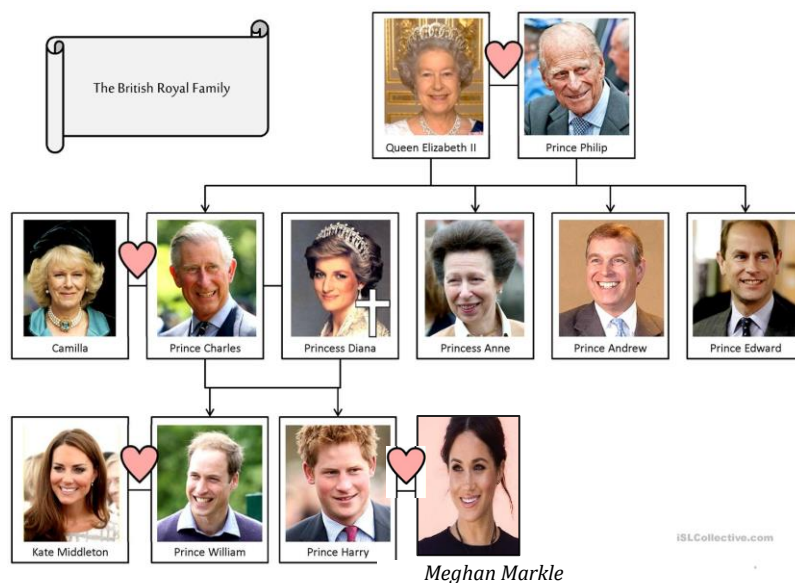 The British Royal Family
Queen Elizabeth II
Prince Philip
Camilla
Prince Charles
Princess Diana
Princess Anne
Prince Andrew
Prince Edward
Kate Middleton
Prince William
Prince Harry
Meghan Markle
iSLCollective.com